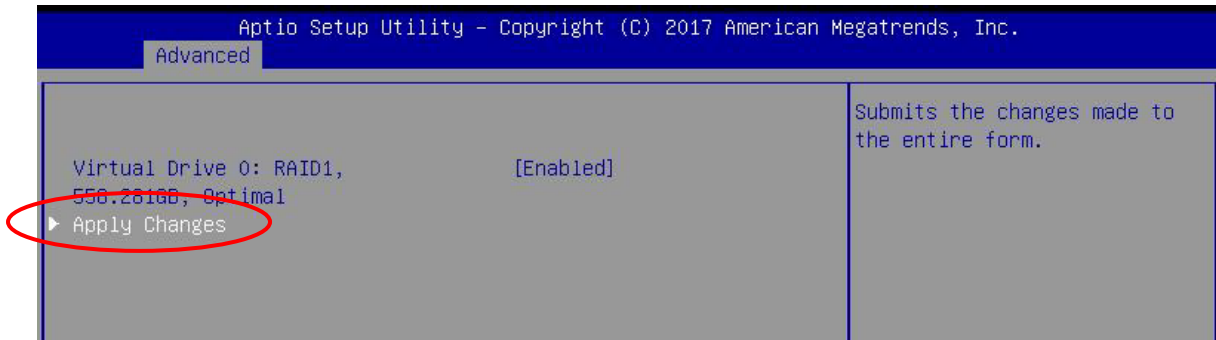 Aptio Setup Utility – Copyright (C) 2017 American Megatrends, Inc.
Advanced
Submits the changes made to
the entire form.
Virtual Drive 0: RAID1, [Enabled]
Optimal
Apply Changes